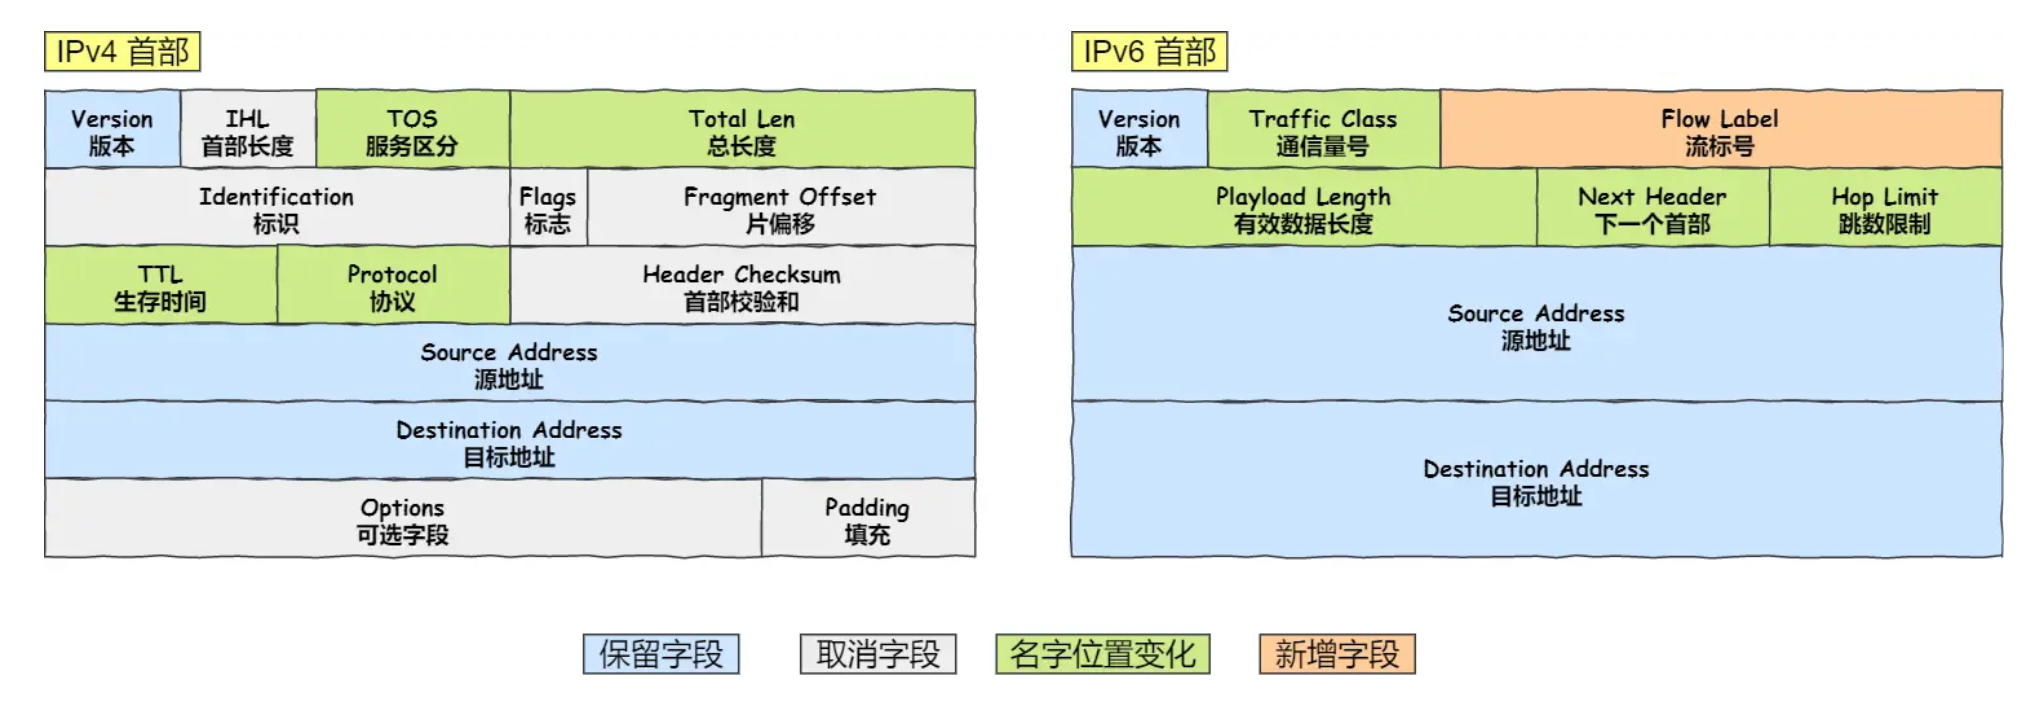 IPv4 首部
Version
版本
IHL
首部长度
TOS
服务区分
Total Len
总长度
Identification
标识
Flags
标志
Fragment Offset
片偏移
TTL
生存时间
Protocol
协议
Header Checksum
首部校验和
Source Address
源地址
Destination Address
目标地址
Options
可选字段
Padding
填充
IPv6 首部
Version
版本
Traffic Class
通信量号
Flow Label
流标号
Playload Length
有效数据长度
Next Header
下一个首部
Hop Limit
跳数限制
Source Address
源地址
Destination Address
目标地址
保留字段
取消字段
名字位置变化
新增字段